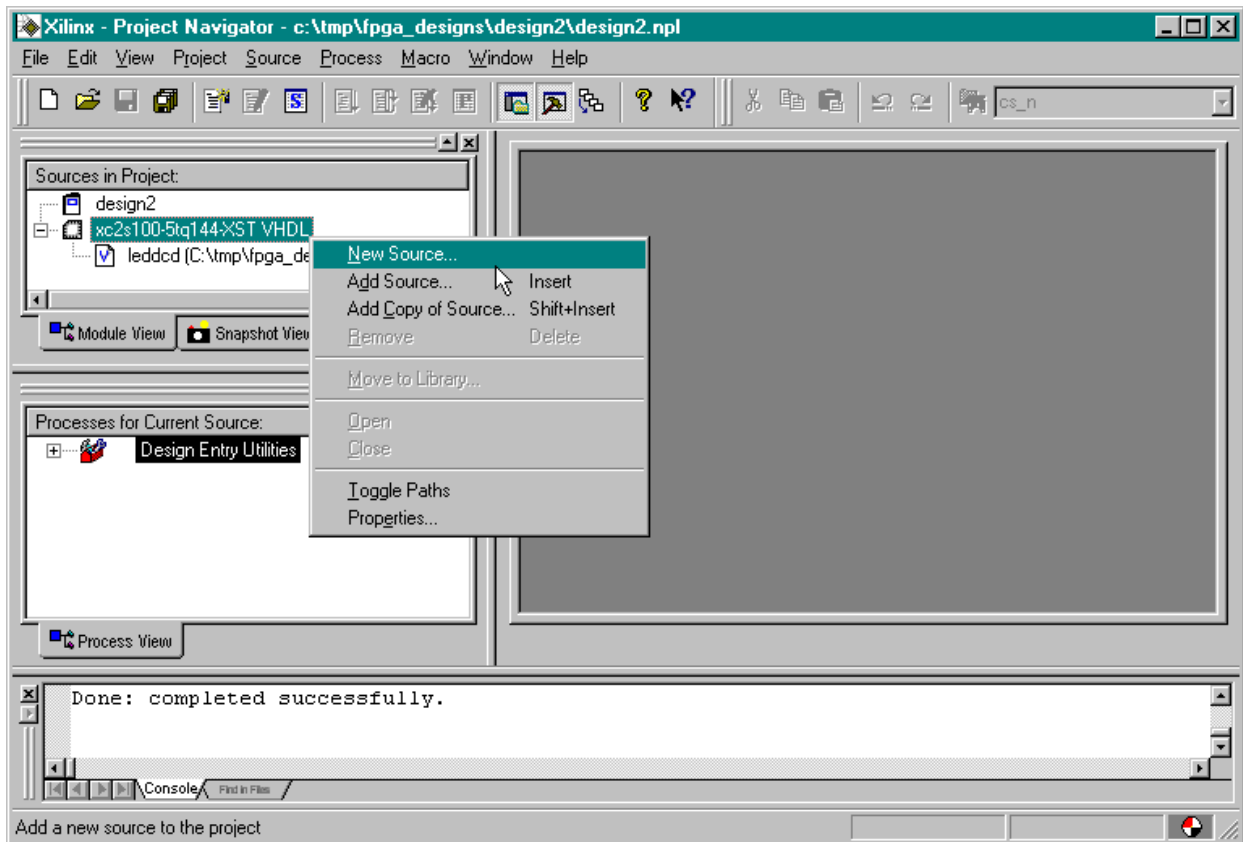 Xilinx - Project Navigator - c:\tmp\fpga_designs\design2\design2.npl
File Edit View Project Source Process Macro Window Help
cs_n
Sources in Project:
design2
xc2s100-5tq144-XST VHDL
leddcd (C:\tmp\fpga_de
Module View Snapshot View
New Source...
Add Source... Insert
Add Copy of Source... Shift+Insert
Remove Delete
Move to Library...
Open
Close
Toggle Paths
Properties...
Processes for Current Source:
Design Entry Utilities
Process View
Done: completed successfully.
Console Find in Files
Add a new source to the project